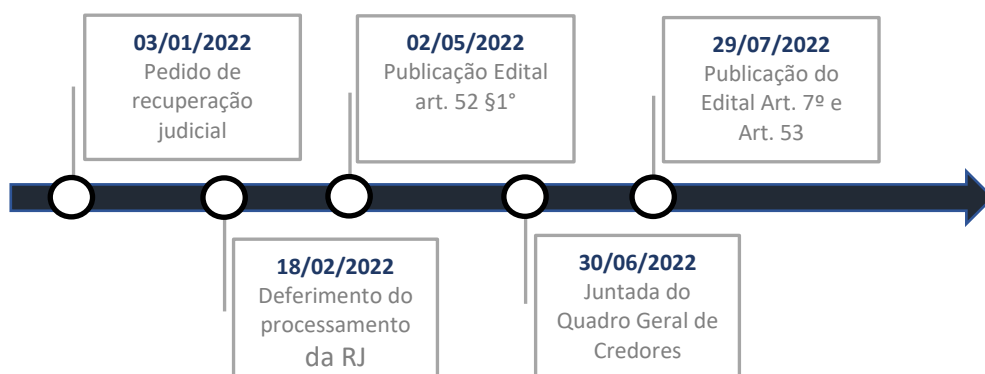 03/01/2022
Pedido de
recuperação
judicial
18/02/2022
Deferimento do
processamento
da RJ
02/05/2022
Publicação Edital
art. 52 §1°
30/06/2022
Juntada do
Quadro Geral de
Credores
29/07/2022
Publicação do
Edital Art. 7º e
Art. 53